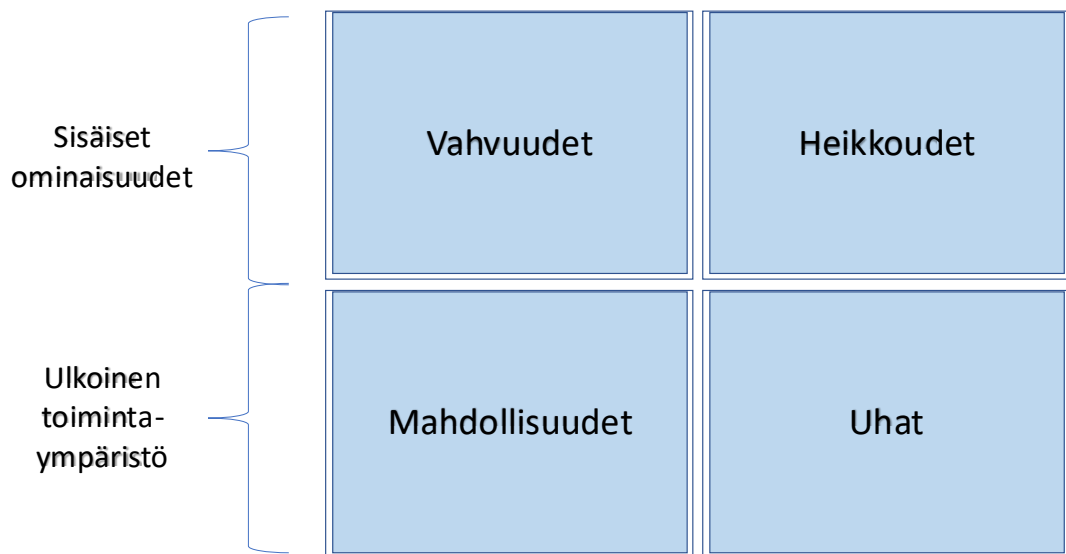 Sisäiset
ominaisuudet
Vahvuudet
Heikkoudet
Ulkoinen
toiminta-
ympäristö
Mahdollisuudet
Uhat